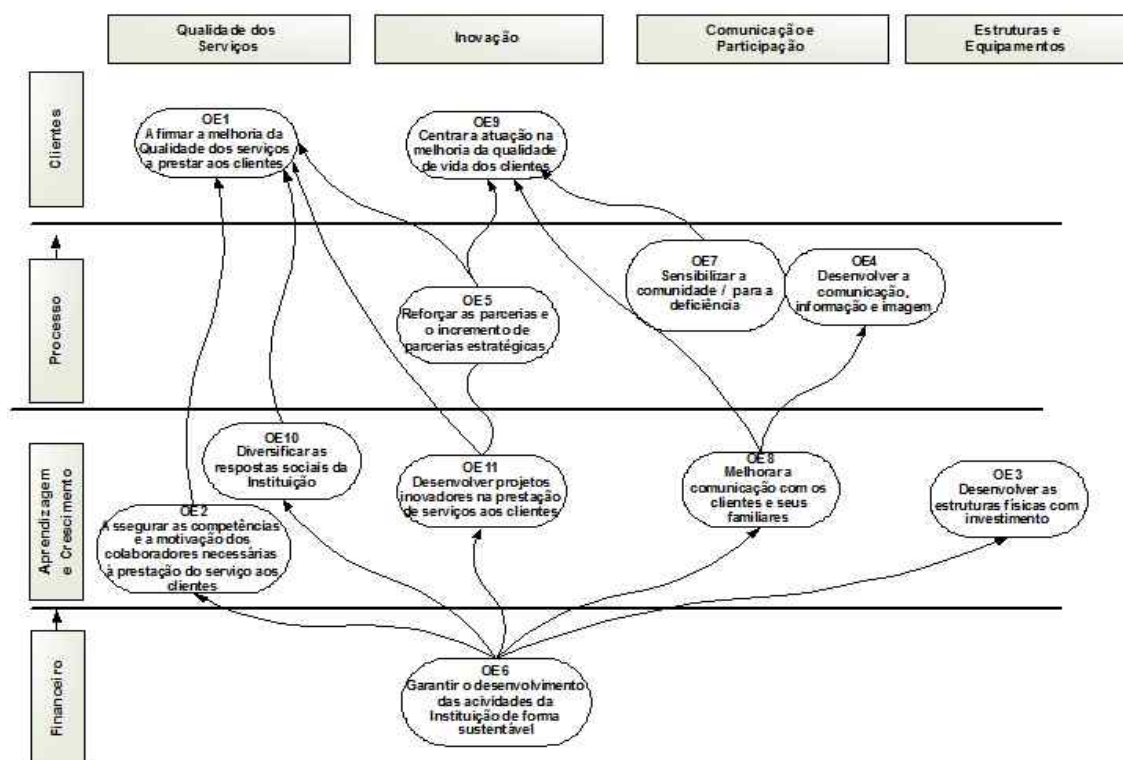 Qualidade dos
Serviços
Inovação
Comunicação e
Participação
Estruturas e
Equipamentos
Clientes
OE1
Afirmar a melhoria da
Qualidade dos serviços
a prestar aos clientes
OE9
Centrar a atuação na
melhoria da qualidade
de vida dos clientes
Processo
OE5
Reforçar as parcerias e
o incremento de
parcerias estratégicas
OE7
Sensibilizar a
comunidade / para a
deficiência
OE4
Desenvolver a
comunicação,
informação e imagem
Aprendizagem
e Crescimento
OE2
Assegurar as competências
e a motivação dos
colaboradores necessárias
à prestação do serviço aos
clientes
OE10
Diversificar as
respostas sociais da
Instituição
OE11
Desenvolver projetos
inovadores na prestação
de serviços aos clientes
OE8
Melhorar a
comunicação com os
clientes e seus
familiares
OE3
Desenvolver as
estruturas físicas com
investimento
Financeiro
OE6
Garantir o desenvolvimento
das acividades da
Instituição de forma
sustentável